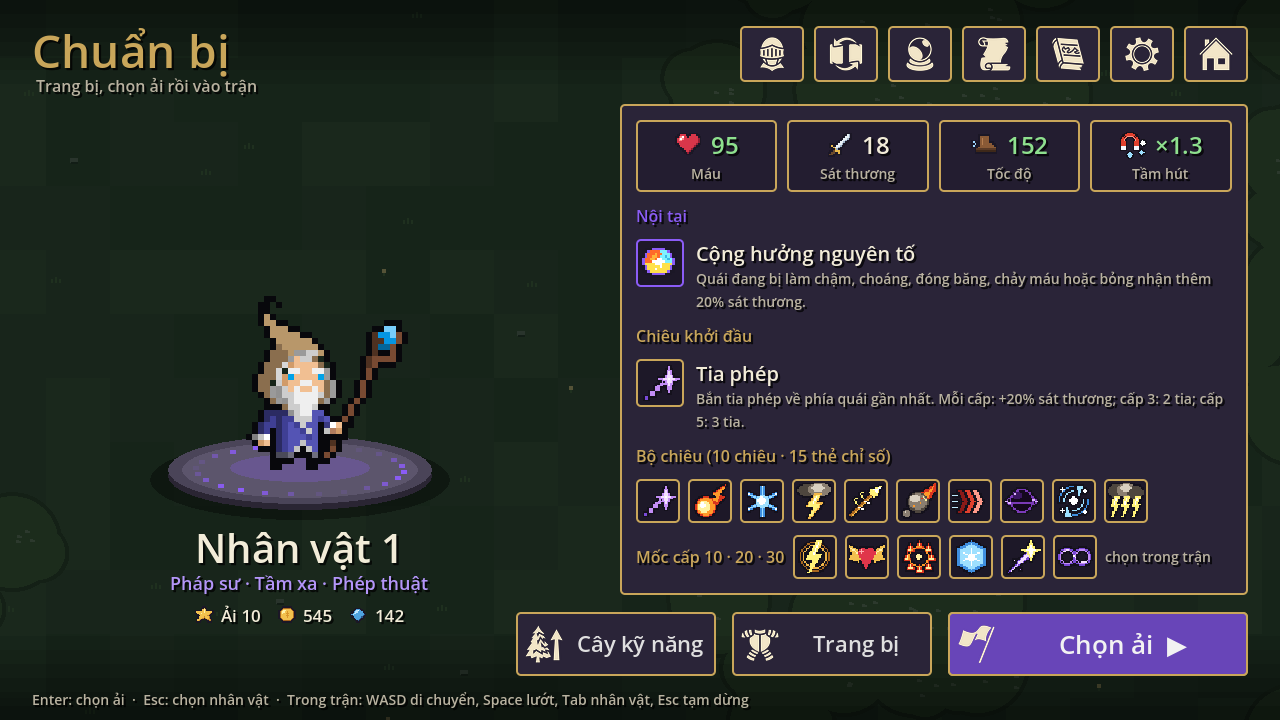 Chuẩn bị
Trang bị, chọn ải rồi vào trận
95
Máu
18
Sát thương
152
Tốc độ
×1.3
Tầm hút
Nội tại
Cộng hưởng nguyên tố
Quái đang bị làm chậm, choáng, đóng băng, chảy máu hoặc bỏng nhận thêm
20% sát thương.
Chiêu khởi đầu
Tia phép
Bắn tia phép về phía quái gần nhất. Mỗi cấp: +20% sát thương; cấp 3: 2 tia; cấp
5: 3 tia.
Bộ chiêu (10 chiêu · 15 thẻ chỉ số)
Mốc cấp 10 · 20 · 30
chọn trong trận
Nhân vật 1
Pháp sư · Tầm xa · Phép thuật
Ải 10 545 142
Cây kỹ năng
Trang bị
Chọn ải ▶
Enter: chọn ải · Esc: chọn nhân vật · Trong trận: WASD di chuyển, Space lướt, Tab nhân vật, Esc tạm dừng